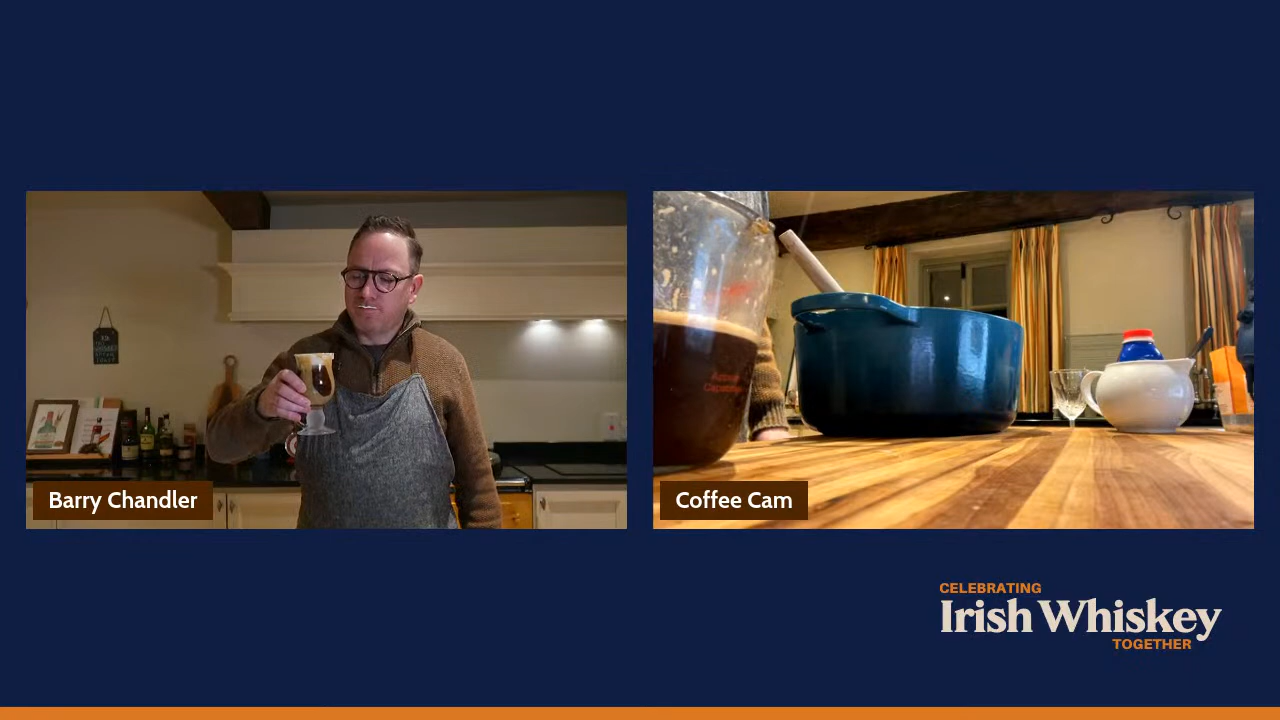 Barry Chandler
Coffee Cam
CELEBRATING
Irish Whiskey
TOGETHER